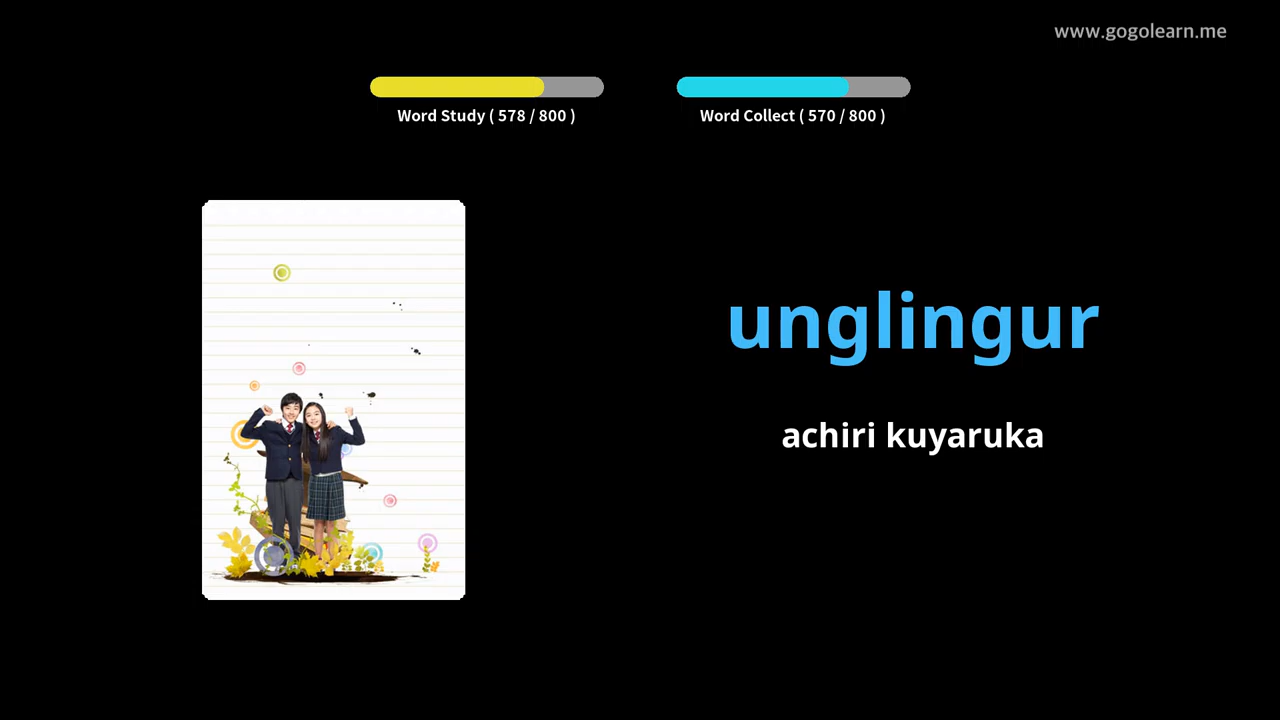 www.gogolearn.me
Word Study ( 578 / 800 )
Word Collect ( 570 / 800 )
unglingur
achiri kuyaruka